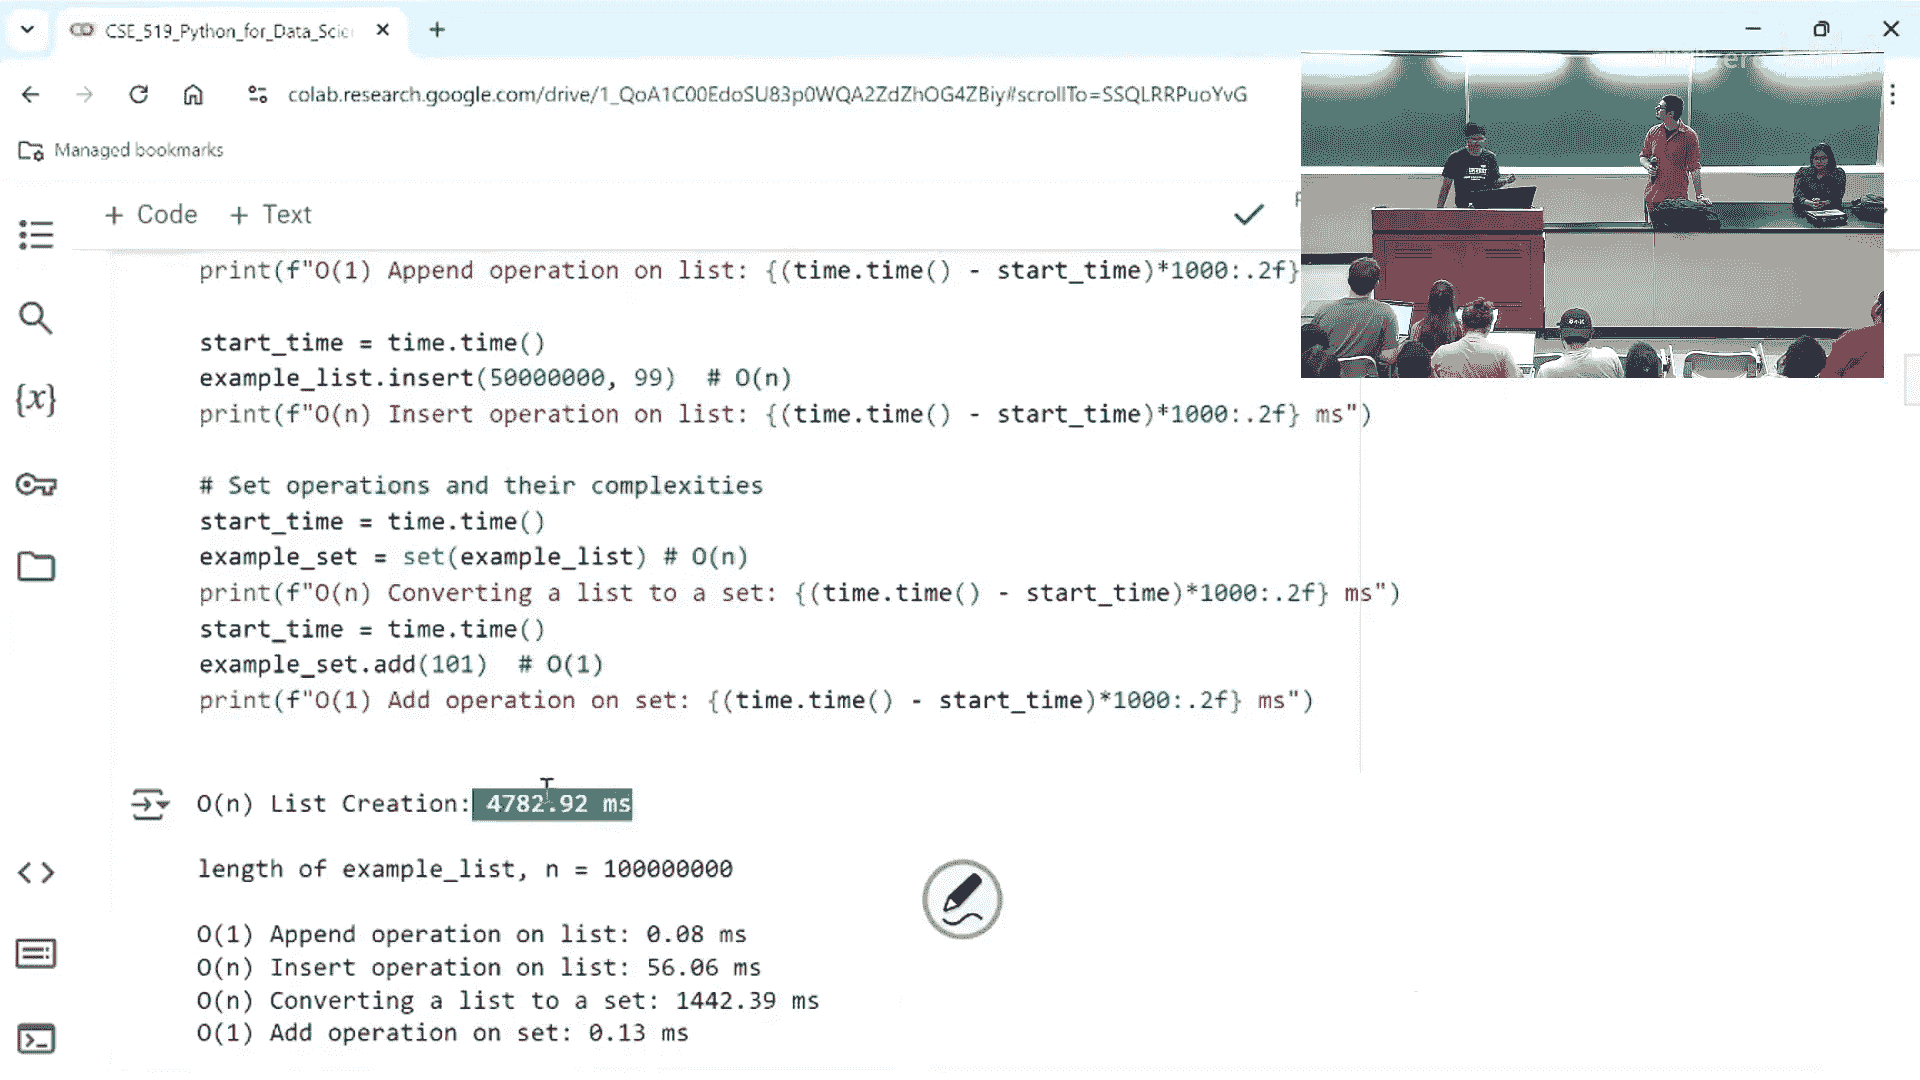 CSE_519_Python_for_Data_Scie
colab.research.google.com/drive/1_QoA1C00EdoSU83p0WQA2ZdZhOG4ZBiy#scrollTo=SSQLRRPuoYvG
Managed bookmarks
+ Code + Text
print(f"O(1) Append operation on list: {(time.time() - start_time)*1000:.2f}
start_time = time.time()
example_list.insert(50000000, 99)  # O(n)
print(f"O(n) Insert operation on list: {(time.time() - start_time)*1000:.2f} ms")
# Set operations and their complexities
start_time = time.time()
example_set = set(example_list) # O(n)
print(f"O(n) Converting a list to a set: {(time.time() - start_time)*1000:.2f} ms")
start_time = time.time()
example_set.add(101)  # O(1)
print(f"O(1) Add operation on set: {(time.time() - start_time)*1000:.2f} ms")
O(n) List Creation: 4782.92 ms
length of example_list, n = 100000000
O(1) Append operation on list: 0.08 ms
O(n) Insert operation on list: 56.06 ms
O(n) Converting a list to a set: 1442.39 ms
O(1) Add operation on set: 0.13 ms